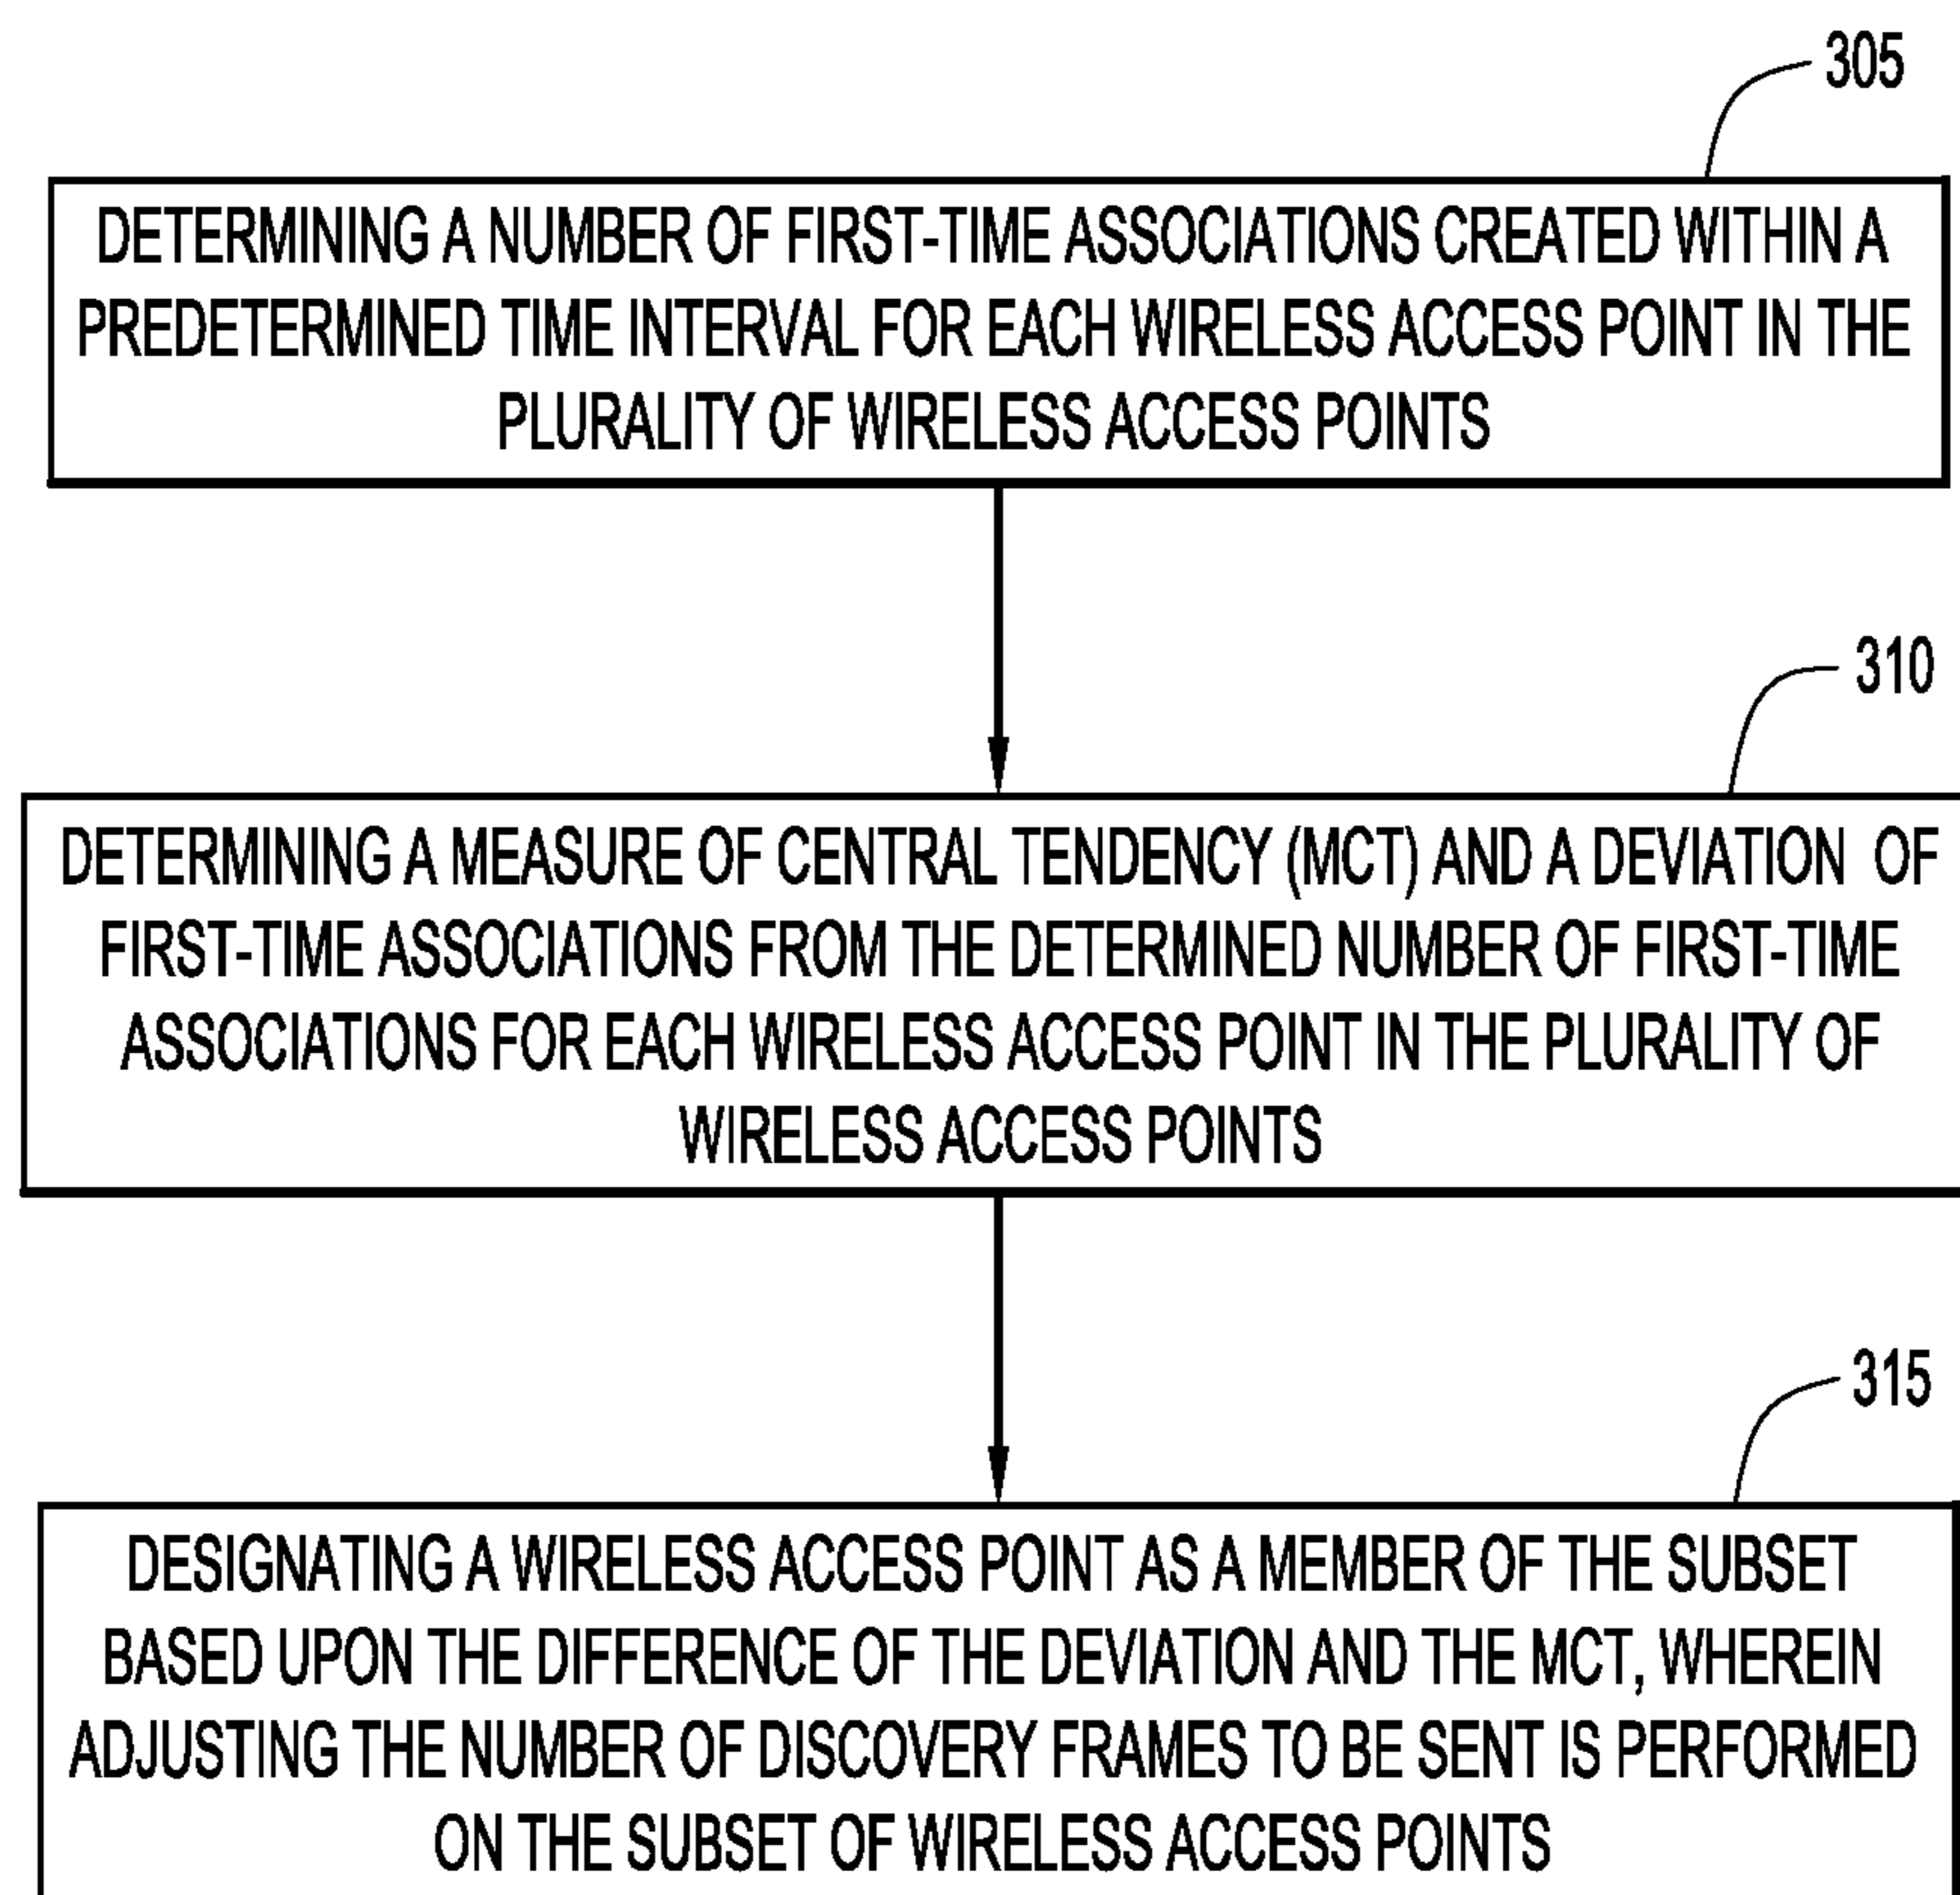 305
DETERMINING A NUMBER OF FIRST-TIME ASSOCIATIONS CREATED WITHIN A
PREDETERMINED TIME INTERVAL FOR EACH WIRELESS ACCESS POINT IN THE
PLURALITY OF WIRELESS ACCESS POINTS
310
DETERMINING A MEASURE OF CENTRAL TENDENCY (MCT) AND A DEVIATION OF
FIRST-TIME ASSOCIATIONS FROM THE DETERMINED NUMBER OF FIRST-TIME
ASSOCIATIONS FOR EACH WIRELESS ACCESS POINT IN THE PLURALITY OF
WIRELESS ACCESS POINTS
315
DESIGNATING A WIRELESS ACCESS POINT AS A MEMBER OF THE SUBSET
BASED UPON THE DIFFERENCE OF THE DEVIATION AND THE MCT, WHEREIN
ADJUSTING THE NUMBER OF DISCOVERY FRAMES TO BE SENT IS PERFORMED
ON THE SUBSET OF WIRELESS ACCESS POINTS